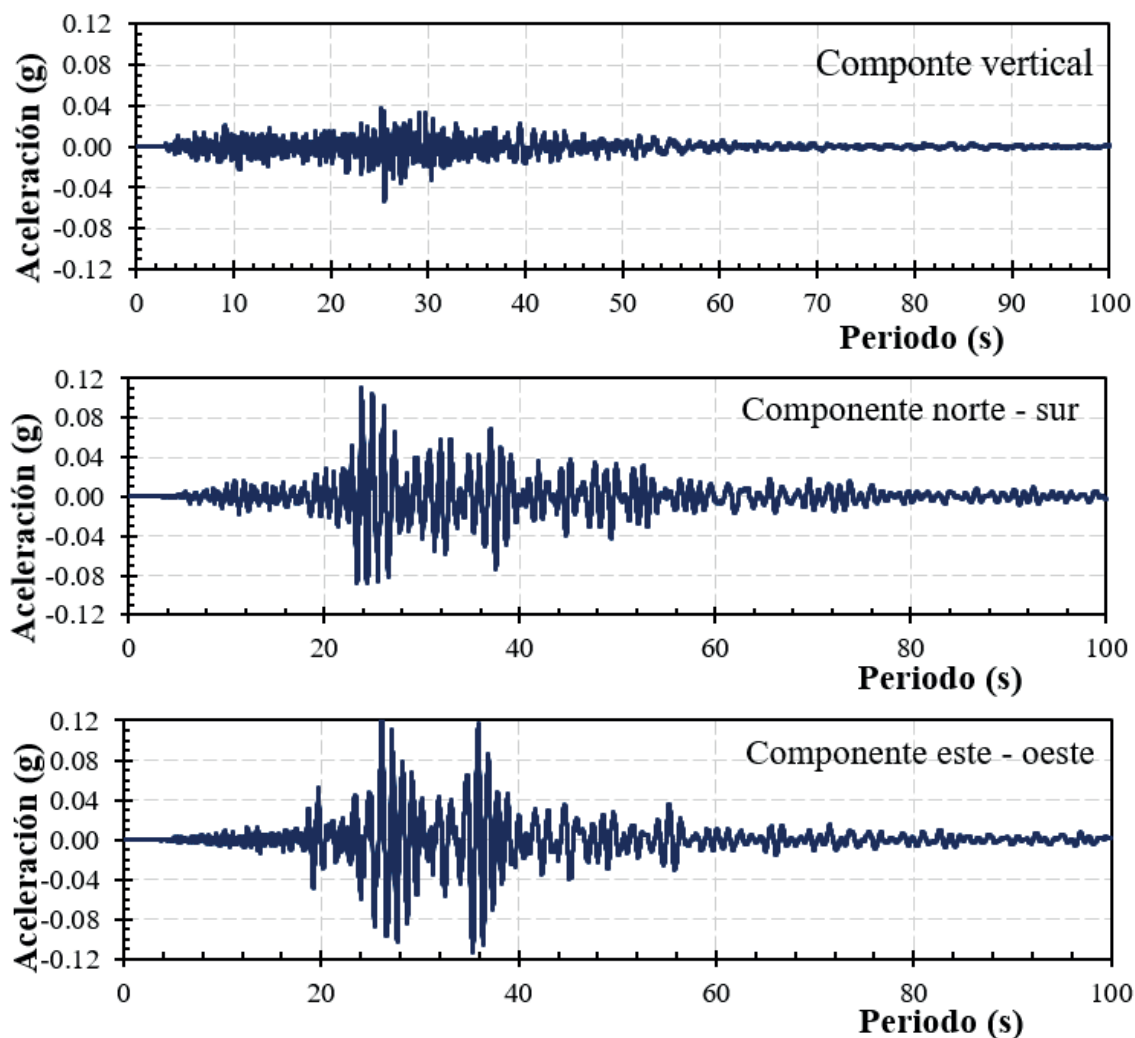 Aceleración (g)
0.12
0.08
0.04
0.00
-0.04
-0.08
-0.12
Componte vertical
0 10 20 30 40 50 60 70 80 90 100
Periodo (s)
Aceleración (g)
0.12
0.08
0.04
0.00
-0.04
-0.08
-0.12
Componente norte - sur
0 20 40 60 80 100
Periodo (s)
Aceleración (g)
0.12
0.08
0.04
0.00
-0.04
-0.08
-0.12
Componente este - oeste
0 20 40 60 80 100
Periodo (s)